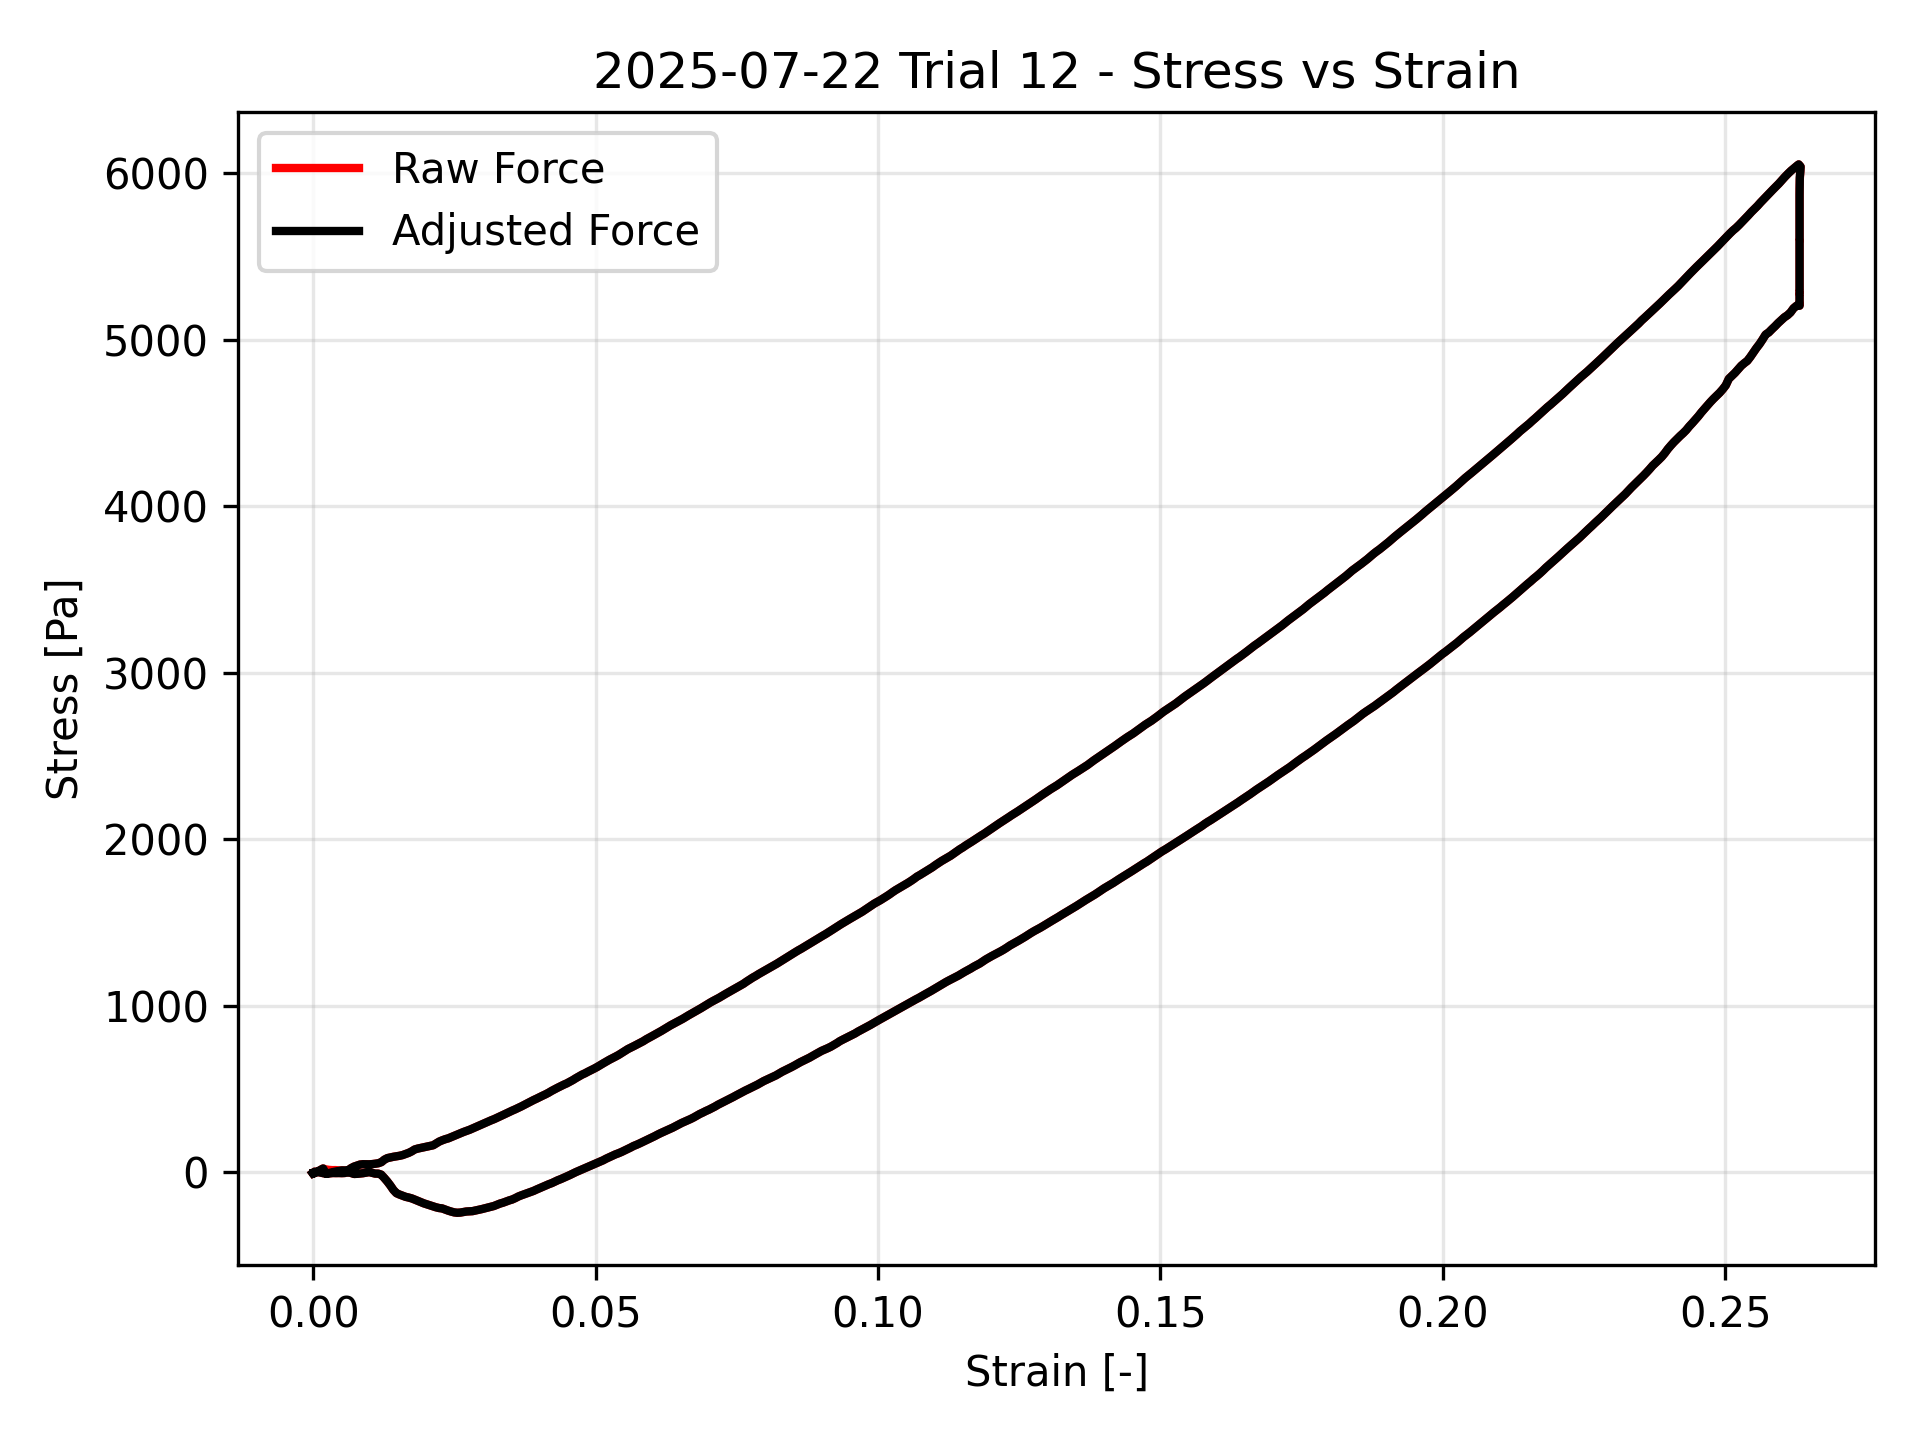 2025-07-22 Trial 12 - Stress vs Strain
Raw Force
Adjusted Force
6000
5000
4000
3000
2000
1000
0
Stress [Pa]
0.00 0.05 0.10 0.15 0.20 0.25
Strain [-]